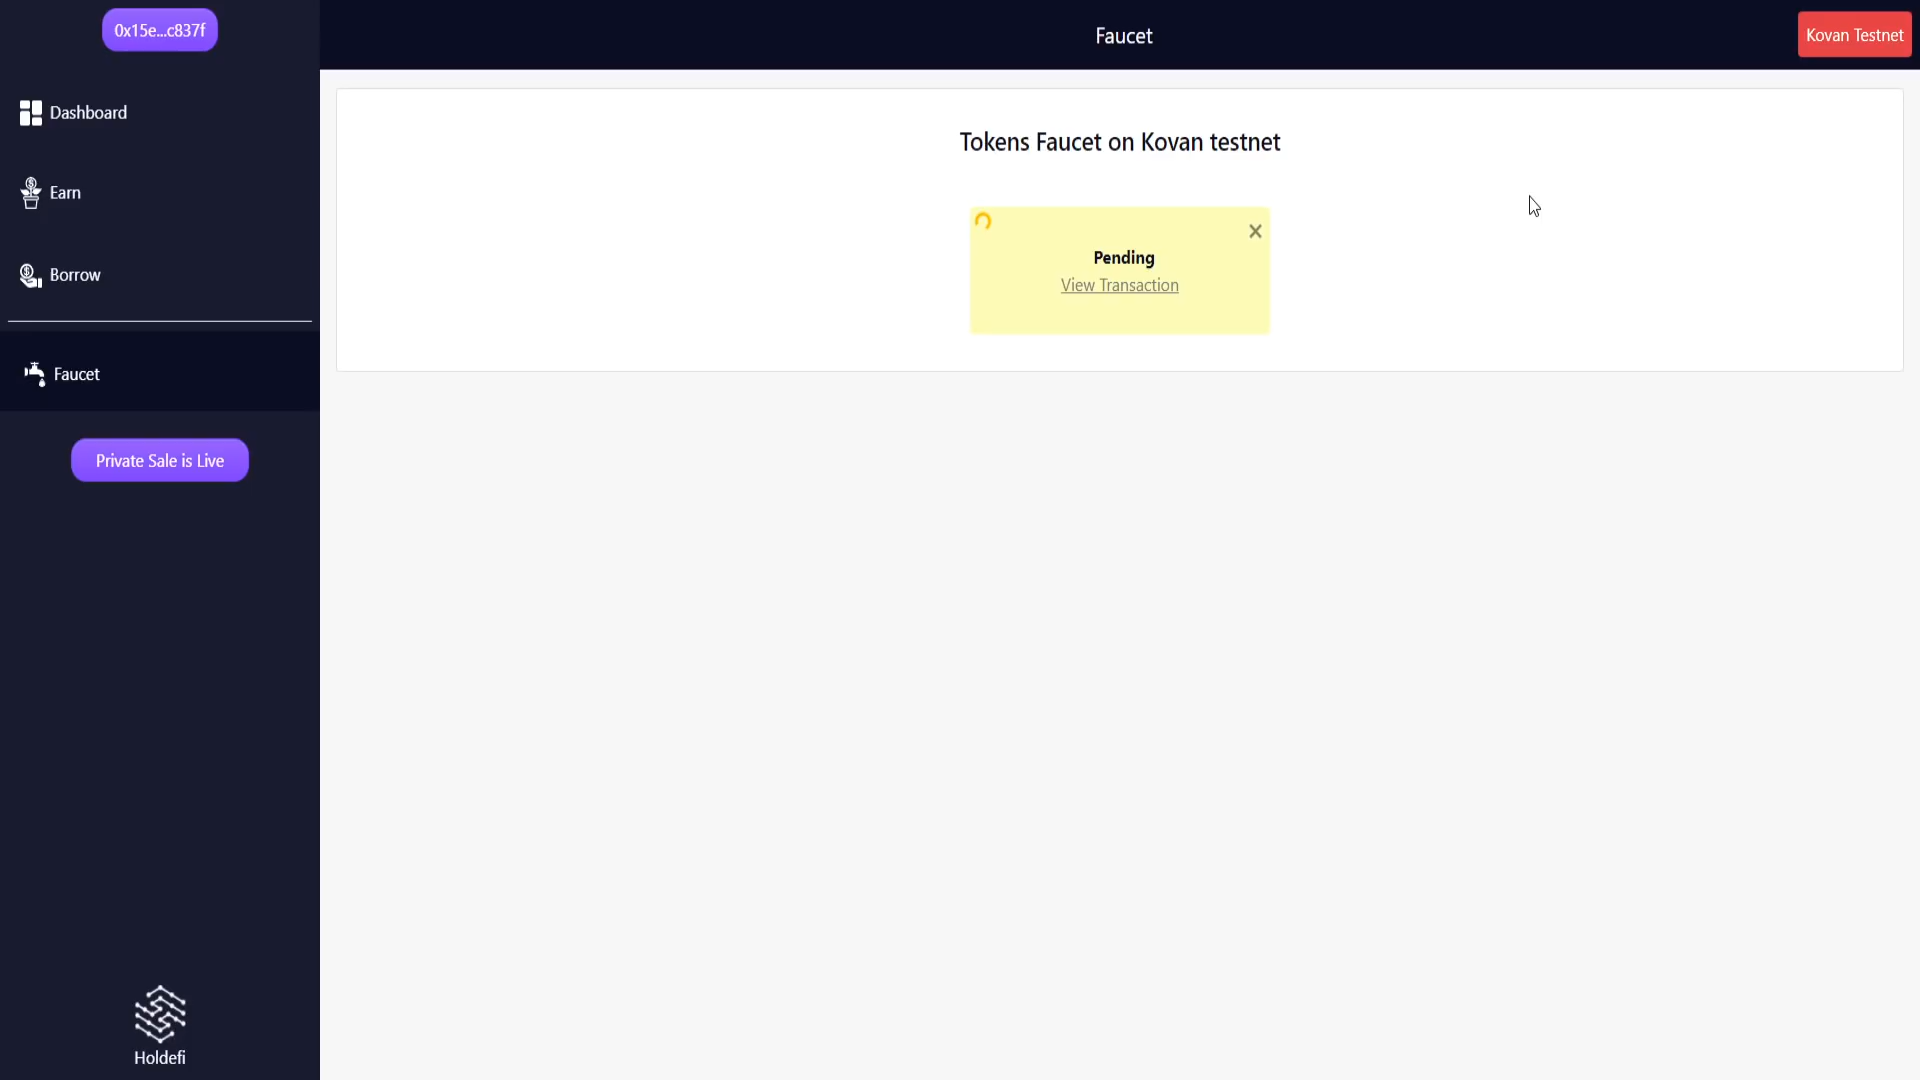 0x15e...c837f
Faucet
Kovan Testnet
Dashboard
Earn
Borrow
Faucet
Private Sale is Live
Holdefi
Tokens Faucet on Kovan testnet
Pending
View Transaction